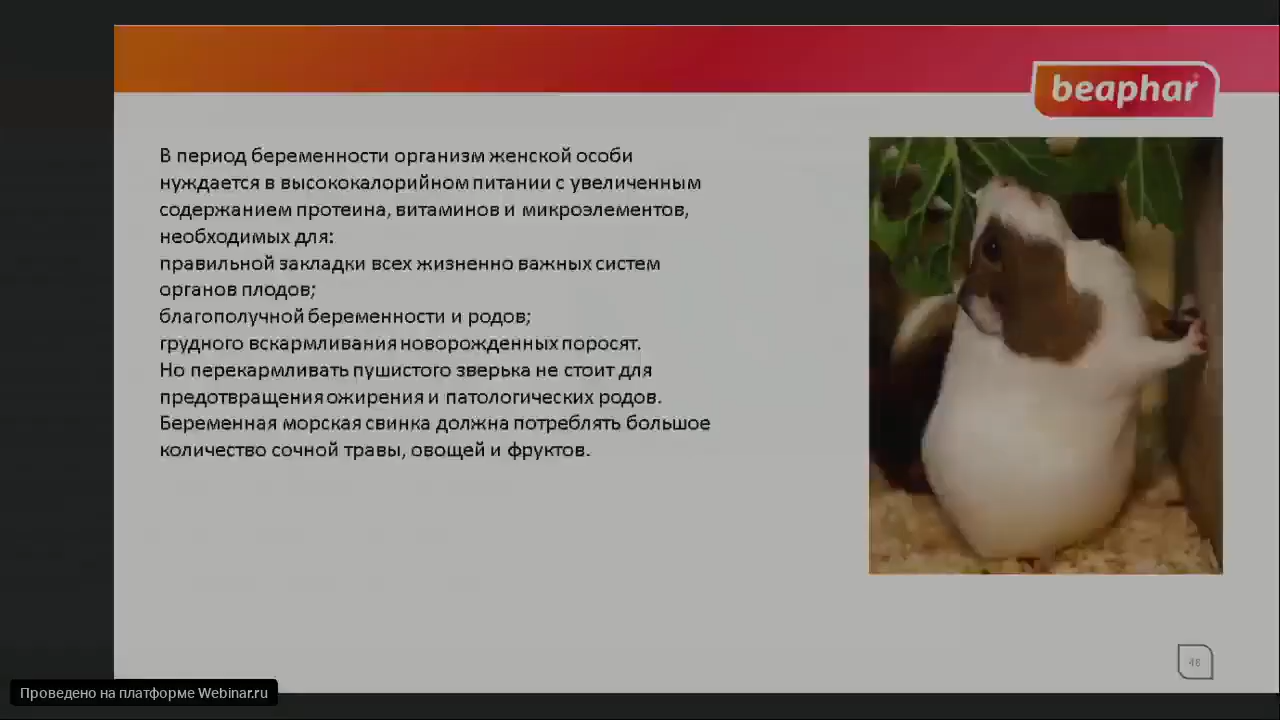 beaphar
В период беременности организм женской особи
нуждается в высококалорийном питании с увеличенным
содержанием протеина, витаминов и микроэлементов,
необходимых для:
правильной закладки всех жизненно важных систем
органов плодов;
благополучной беременности и родов;
грудного вскармливания новорожденных поросят.
Но перекармливать пушистого зверька не стоит для
предотвращения ожирения и патологических родов.
Беременная морская свинка должна потреблять большое
количество сочной травы, овощей и фруктов.
48
Проведено на платформе Webinar.ru